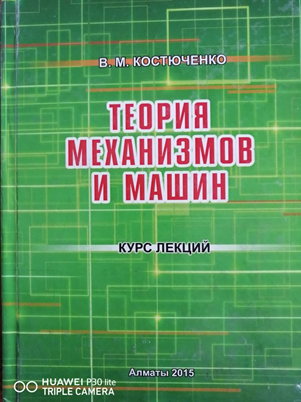 В. М. КОСТЮЧЕНКО
ТЕОРИЯ
МЕХАНИЗМОВ
И МАШИН
КУРС ЛЕКЦИЙ
Алматы 2015
HUAWEI P30 lite
TRIPLE CAMERA